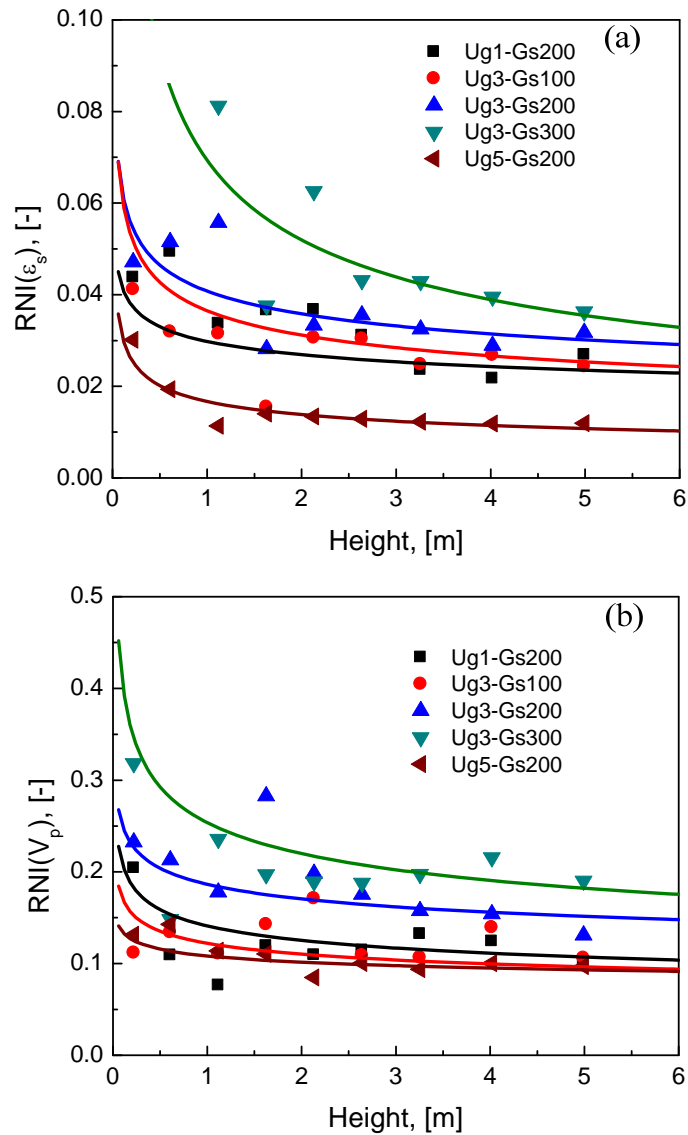 (a)
0.10
0.08
0.06
0.04
0.02
0.00
RNI(εs), [-]
Ug1-Gs200
Ug3-Gs100
Ug3-Gs200
Ug3-Gs300
Ug5-Gs200
0 1 2 3 4 5 6
Height, [m]
(b)
0.5
0.4
0.3
0.2
0.1
0.0
RNI(Vp), [-]
Ug1-Gs200
Ug3-Gs100
Ug3-Gs200
Ug3-Gs300
Ug5-Gs200
0 1 2 3 4 5 6
Height, [m]